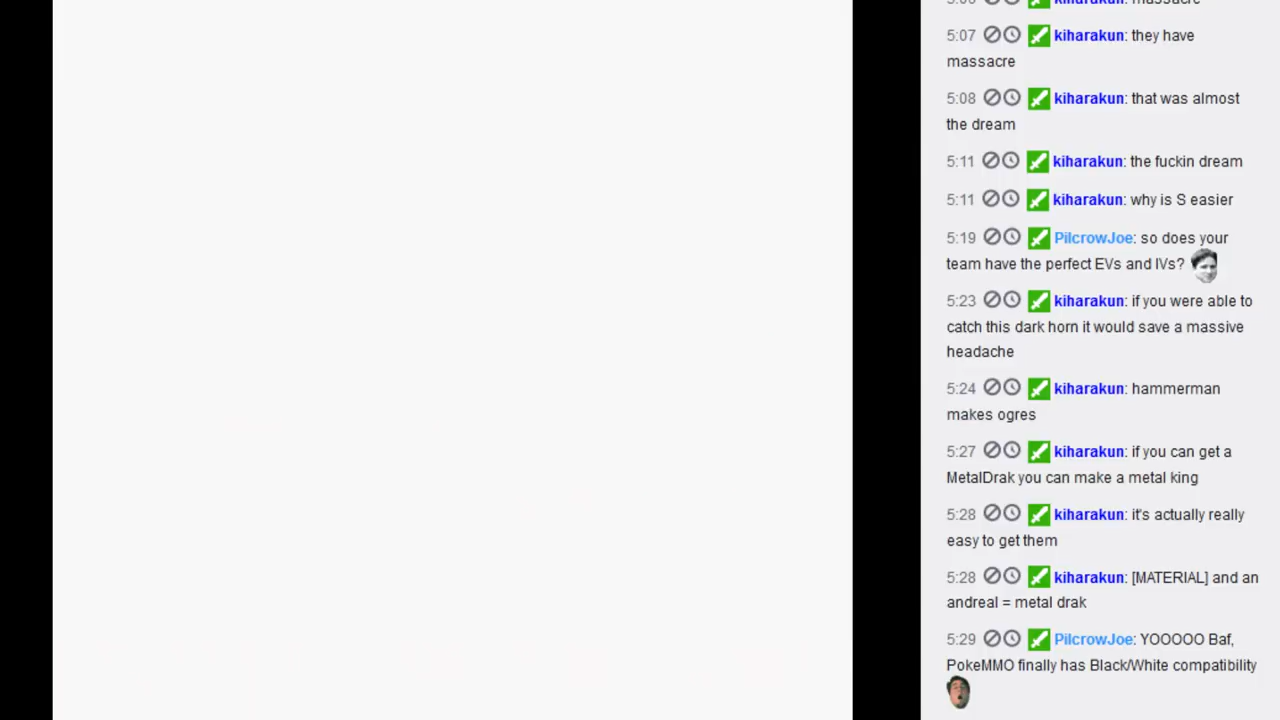 kiharakun: massacre
5:07 kiharakun: they have
massacre
5:08 kiharakun: that was almost
the dream
5:11 kiharakun: the fuckin dream
5:11 kiharakun: why is S easier
5:19 PilcrowJoe: so does your
team have the perfect EVs and IVs?
5:23 kiharakun: if you were able to
catch this dark horn it would save a massive
headache
5:24 kiharakun: hammerman
makes ogres
5:27 kiharakun: if you can get a
MetalDrak you can make a metal king
5:28 kiharakun: it's actually really
easy to get them
5:28 kiharakun: [MATERIAL] and an
andreal = metal drak
5:29 PilcrowJoe: YOOOOO Baf,
PokeMMO finally has Black/White compatibility